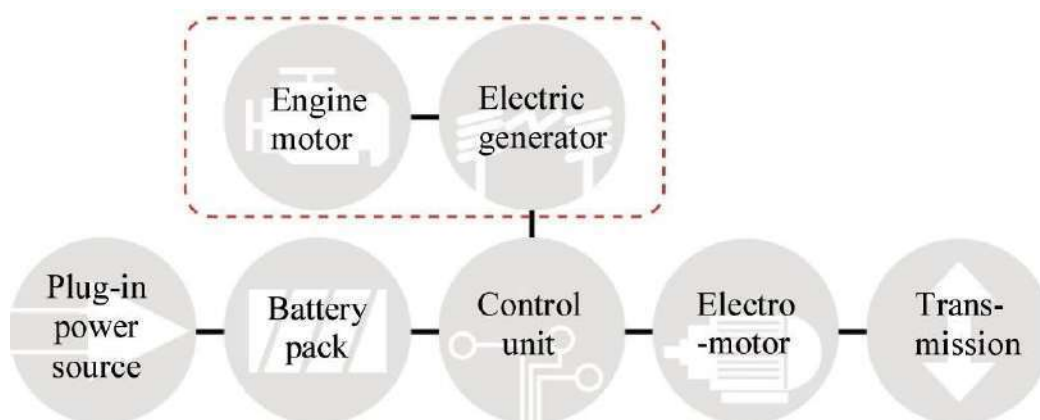 Engine
motor
Electric
generator
Plug-in
power
source
Battery
pack
Control
unit
Electro
-motor
Trans-
mission